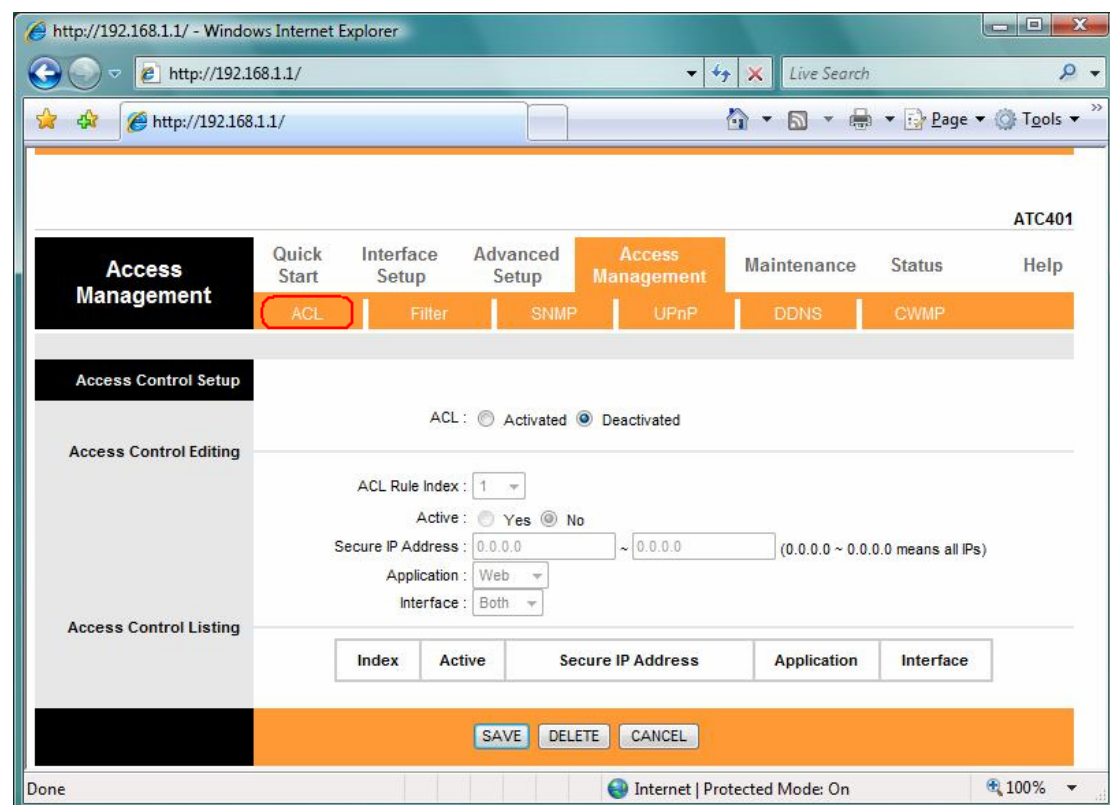 http://192.168.1.1/ - Windows Internet Explorer
http://192.168.1.1/
Live Search
http://192.168.1.1/
Page
Tools
ATC401
Access Management
Quick Start
Interface Setup
Advanced Setup
Access Management
Maintenance
Status
Help
ACL
Filter
SNMP
UPnP
DDNS
CWMP
Access Control Setup
ACL : Activated Deactivated
Access Control Editing
ACL Rule Index : 1
Active : Yes No
Secure IP Address : 0.0.0.0 ~ 0.0.0.0 (0.0.0.0 ~ 0.0.0.0 means all IPs)
Application : Web
Interface : Both
Access Control Listing
Index Active Secure IP Address Application Interface
SAVE DELETE CANCEL
Done
Internet | Protected Mode: On
100%